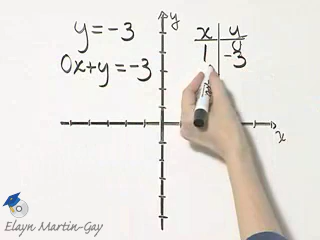 y = -3
0x + y = -3
y
x y
1 -3
x
Elayn Martin-Gay